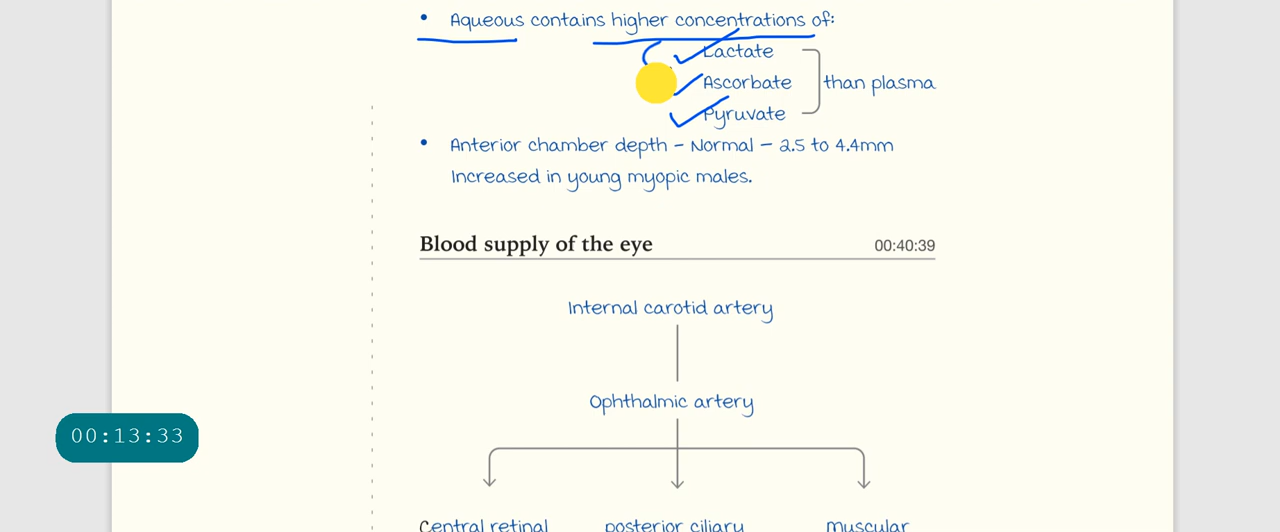 • Aqueous contains higher concentrations of:
Lactate
Ascorbate
than plasma
Pyruvate
• Anterior chamber depth - Normal - 2.5 to 4.4mm
Increased in young myopic males.
Blood supply of the eye
00:40:39
Internal carotid artery
Ophthalmic artery
00:13:33
Central retinal
posterior ciliary
muscular